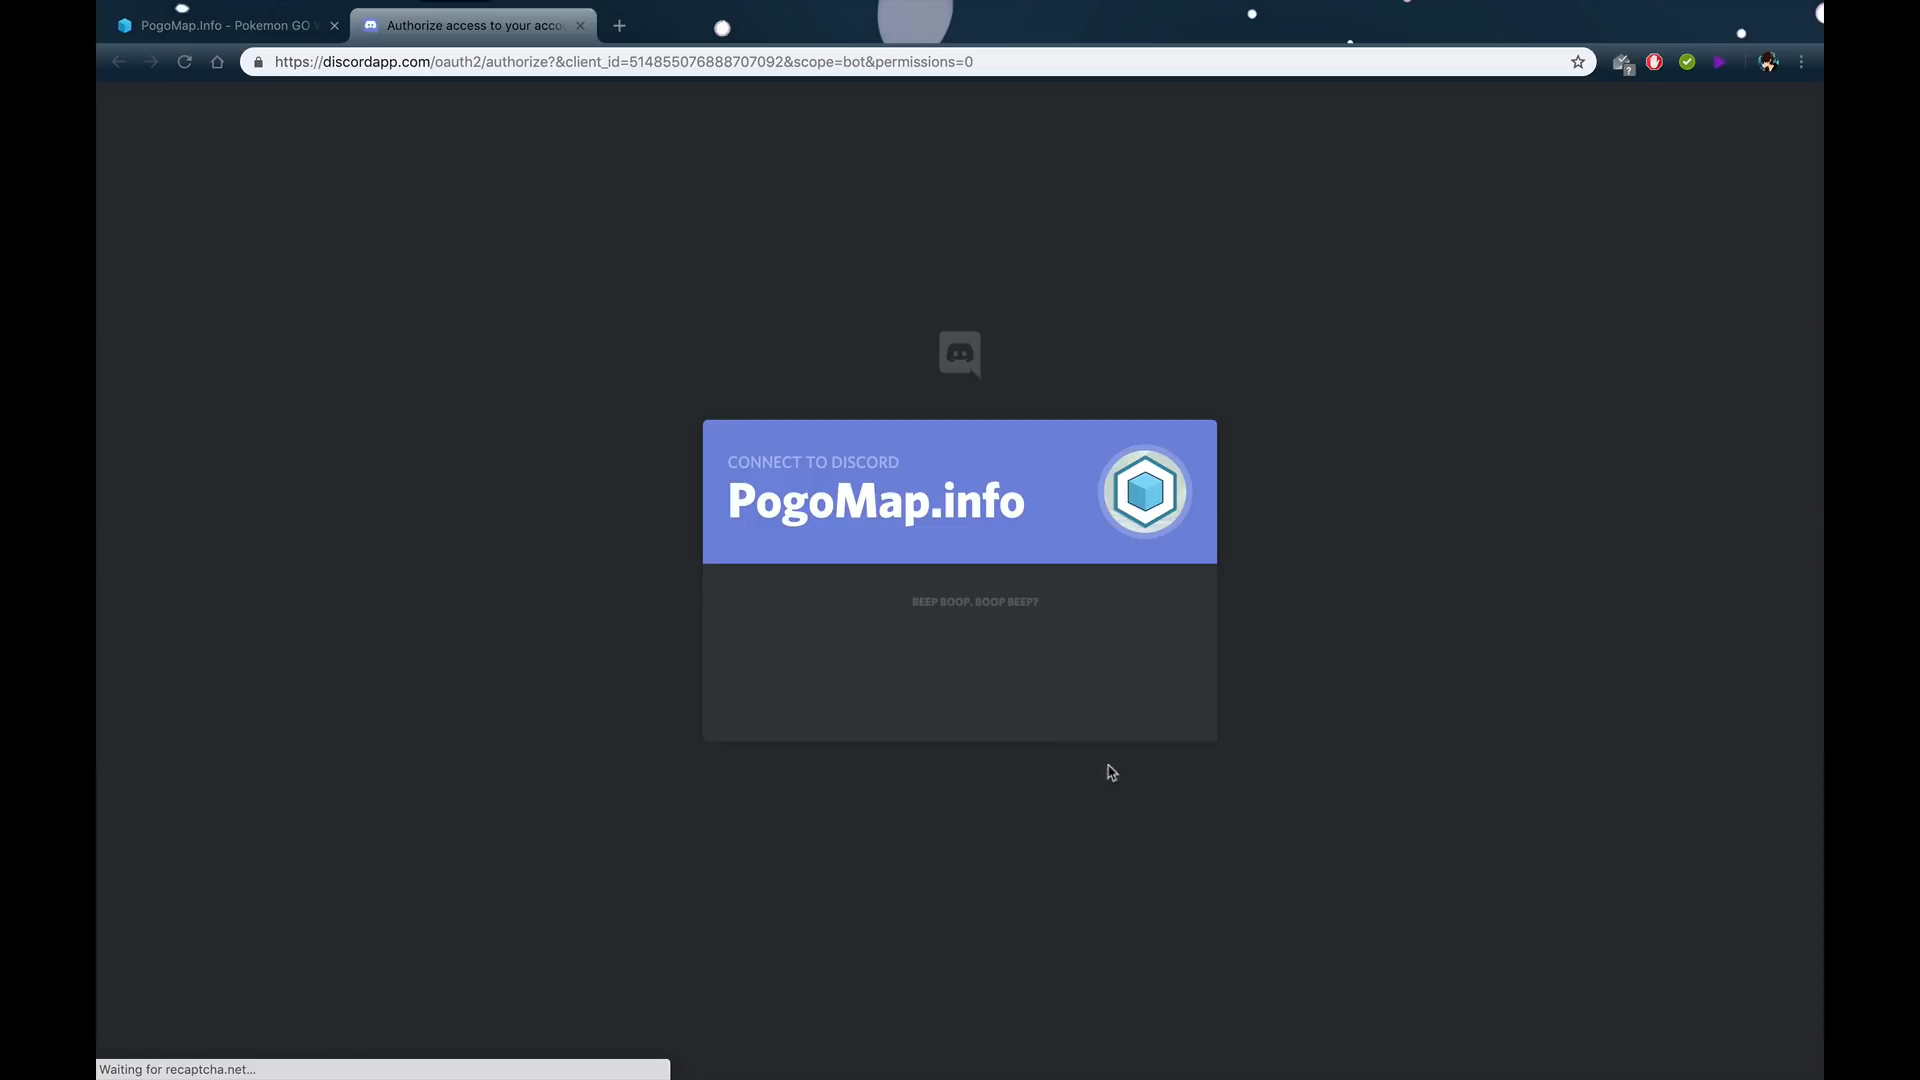 PogoMap.Info - Pokemon GO
Authorize access to your acco
https://discordapp.com/oauth2/authorize?&client_id=514855076888707092&scope=bot&permissions=0
CONNECT TO DISCORD
PogoMap.info
BEEP BOOP. BOOP BEEP?
Waiting for recaptcha.net...